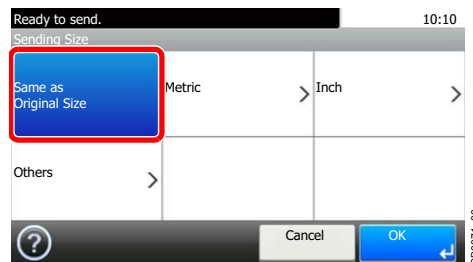 Ready to send. 10:10
Sending Size
Same as
Original Size
Metric
Inch
Others
?
Cancel
OK